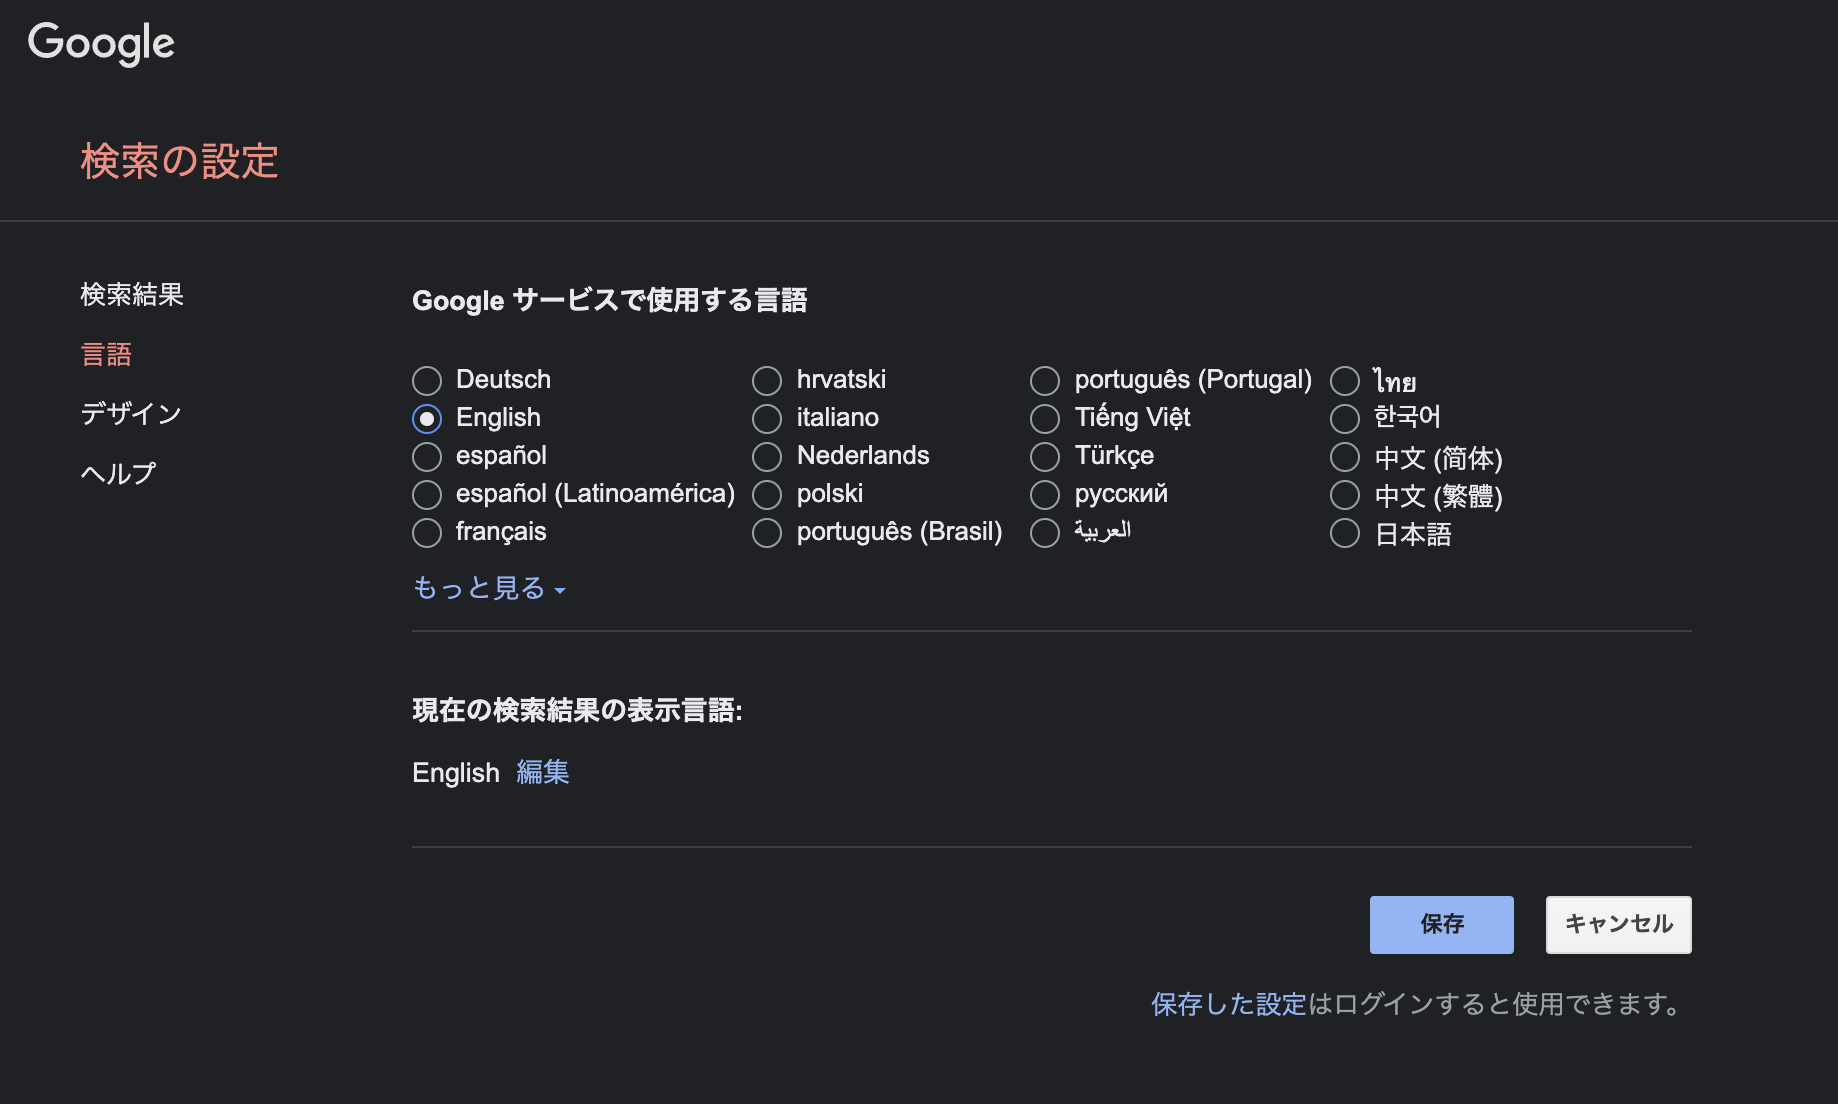 Google
検索の設定
検索結果
言語
デザイン
ヘルプ
Google サービスで使用する言語
Deutsch
English
español
español (Latinoamérica)
français
hrvatski
italiano
Nederlands
polski
português (Brasil)
português (Portugal)
Tiếng Việt
Türkçe
русский
العربية
ไทย
한국어
中文 (简体)
中文 (繁體)
日本語
もっと見る
現在の検索結果の表示言語:
English 編集
保存 キャンセル
保存した設定はログインすると使用できます。